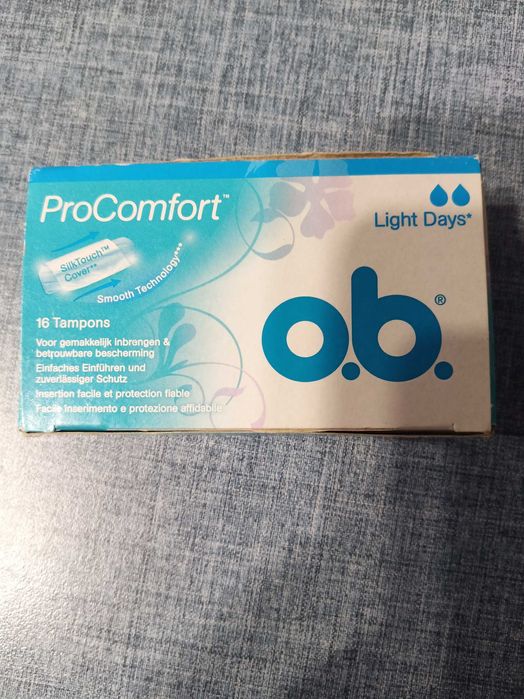 ProComfort™
Light Days*
SilkTouch™
Cover**
Smooth Technology***
o.b.®
16 Tampons
Voor gemakkelijk inbrengen &
betrouwbare bescherming
Einfaches Einführen und
zuverlässiger Schutz
Insertion facile et protection fiable
Facile inserimento e protezione affidabile